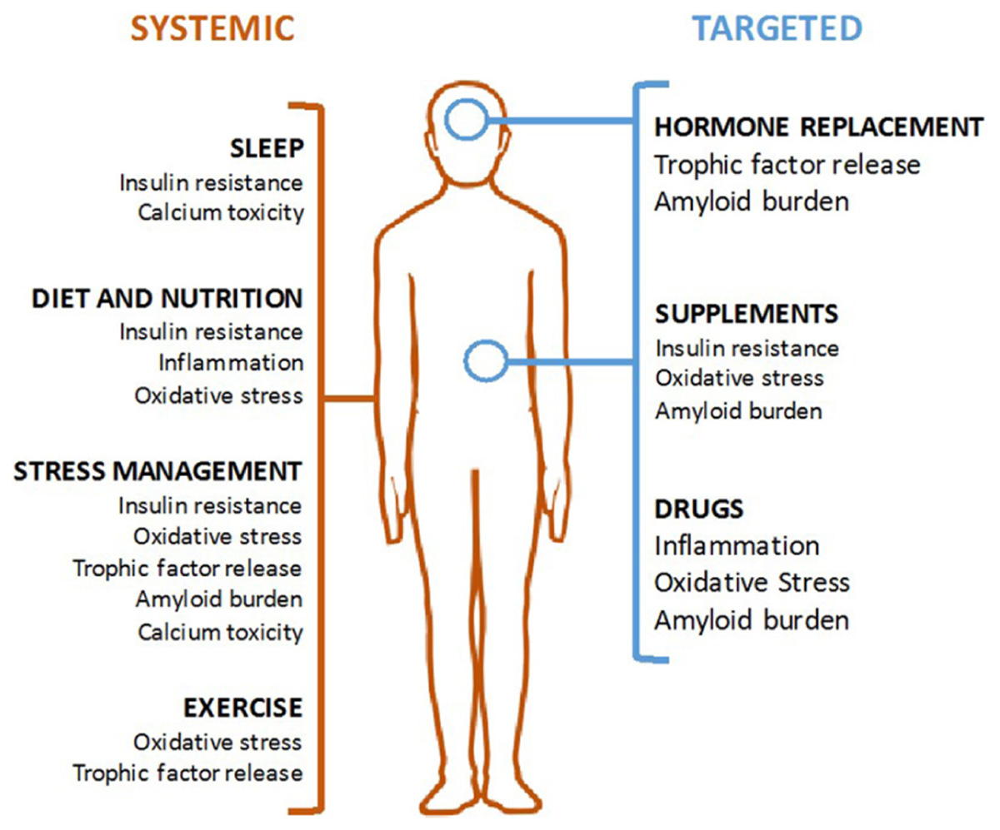 SYSTEMIC
SLEEP
Insulin resistance
Calcium toxicity
DIET AND NUTRITION
Insulin resistance
Inflammation
Oxidative stress
STRESS MANAGEMENT
Insulin resistance
Oxidative stress
Trophic factor release
Amyloid burden
Calcium toxicity
EXERCISE
Oxidative stress
Trophic factor release
TARGETED
HORMONE REPLACEMENT
Trophic factor release
Amyloid burden
SUPPLEMENTS
Insulin resistance
Oxidative stress
Amyloid burden
DRUGS
Inflammation
Oxidative Stress
Amyloid burden